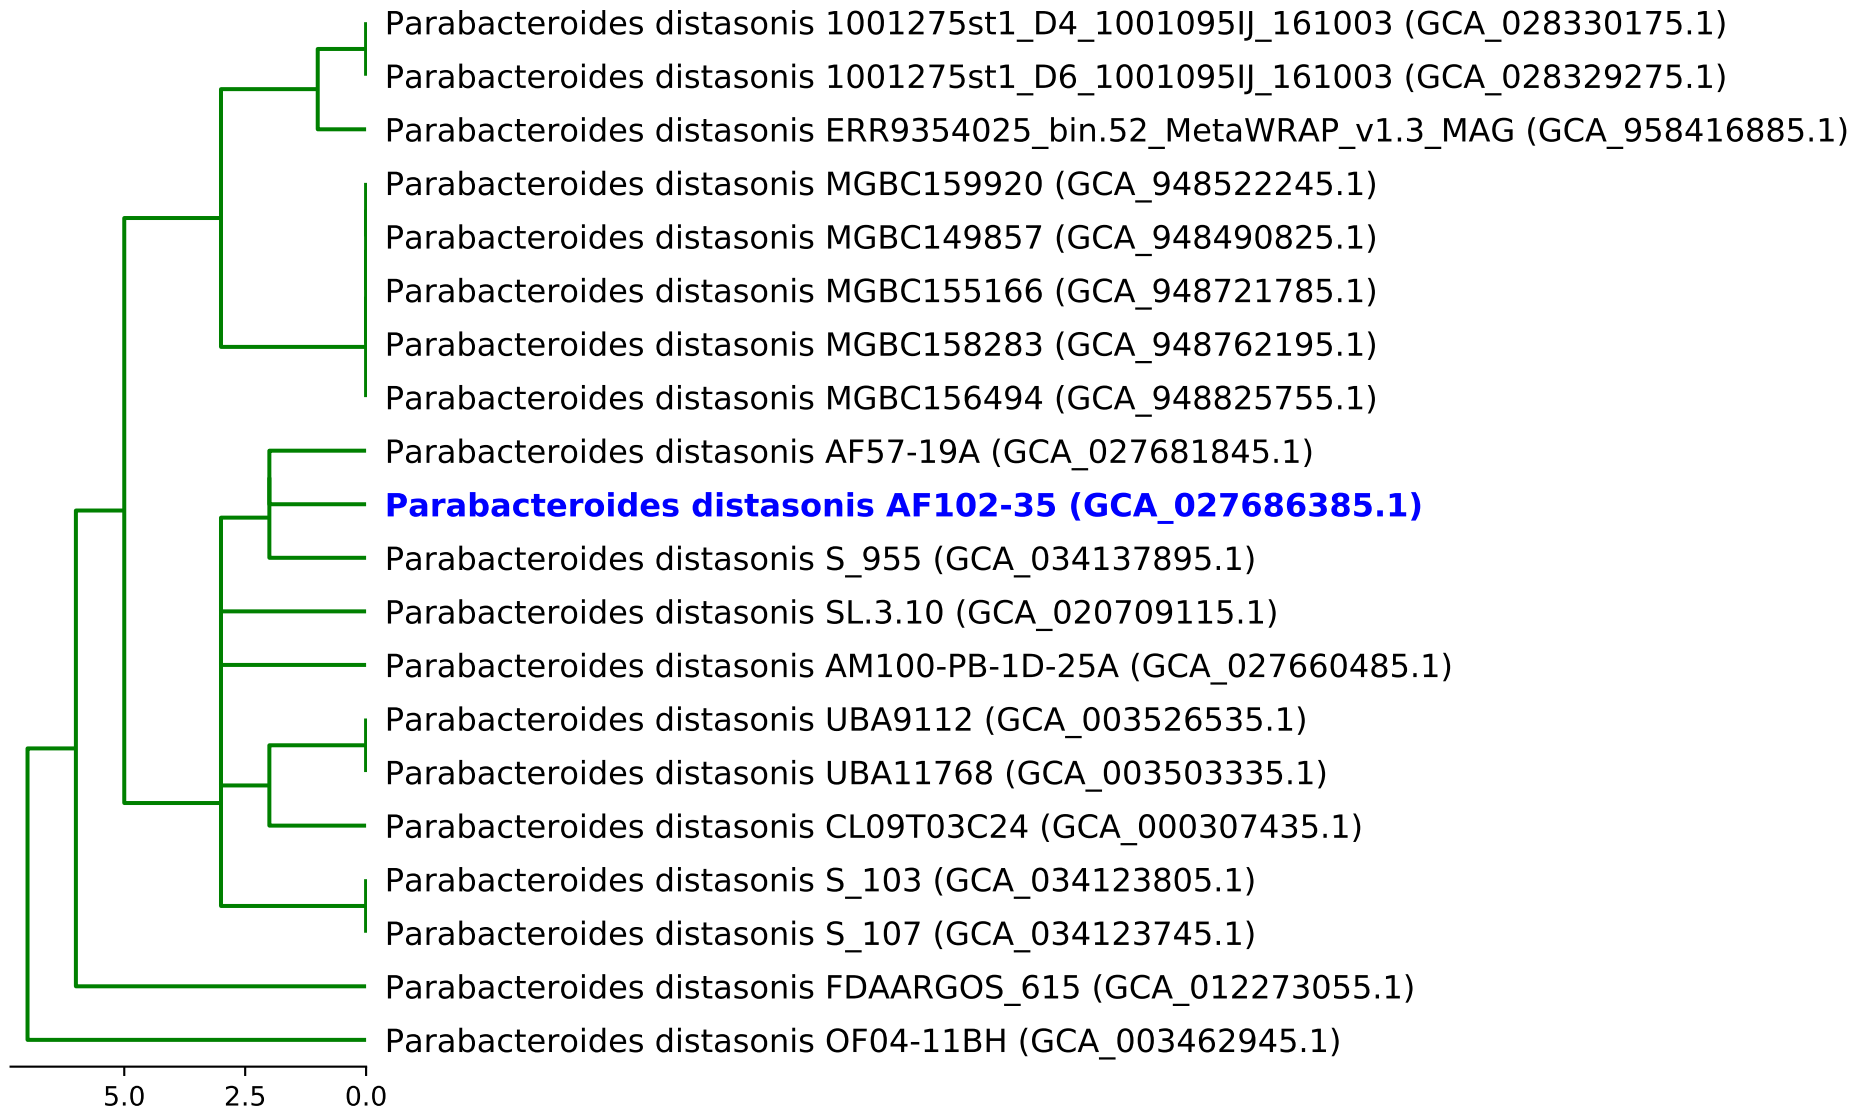 Parabacteroides distasonis 1001275st1_D4_1001095IJ_161003 (GCA_028330175.1)
Parabacteroides distasonis 1001275st1_D6_1001095IJ_161003 (GCA_028329275.1)
Parabacteroides distasonis ERR9354025_bin.52_MetaWRAP_v1.3_MAG (GCA_958416885.1)
Parabacteroides distasonis MGBC159920 (GCA_948522245.1)
Parabacteroides distasonis MGBC149857 (GCA_948490825.1)
Parabacteroides distasonis MGBC155166 (GCA_948721785.1)
Parabacteroides distasonis MGBC158283 (GCA_948762195.1)
Parabacteroides distasonis MGBC156494 (GCA_948825755.1)
Parabacteroides distasonis AF57-19A (GCA_027681845.1)
Parabacteroides distasonis AF102-35 (GCA_027686385.1)
Parabacteroides distasonis S_955 (GCA_034137895.1)
Parabacteroides distasonis SL.3.10 (GCA_020709115.1)
Parabacteroides distasonis AM100-PB-1D-25A (GCA_027660485.1)
Parabacteroides distasonis UBA9112 (GCA_003526535.1)
Parabacteroides distasonis UBA11768 (GCA_003503335.1)
Parabacteroides distasonis CL09T03C24 (GCA_000307435.1)
Parabacteroides distasonis S_103 (GCA_034123805.1)
Parabacteroides distasonis S_107 (GCA_034123745.1)
Parabacteroides distasonis FDAARGOS_615 (GCA_012273055.1)
Parabacteroides distasonis OF04-11BH (GCA_003462945.1)
5.0 2.5 0.0